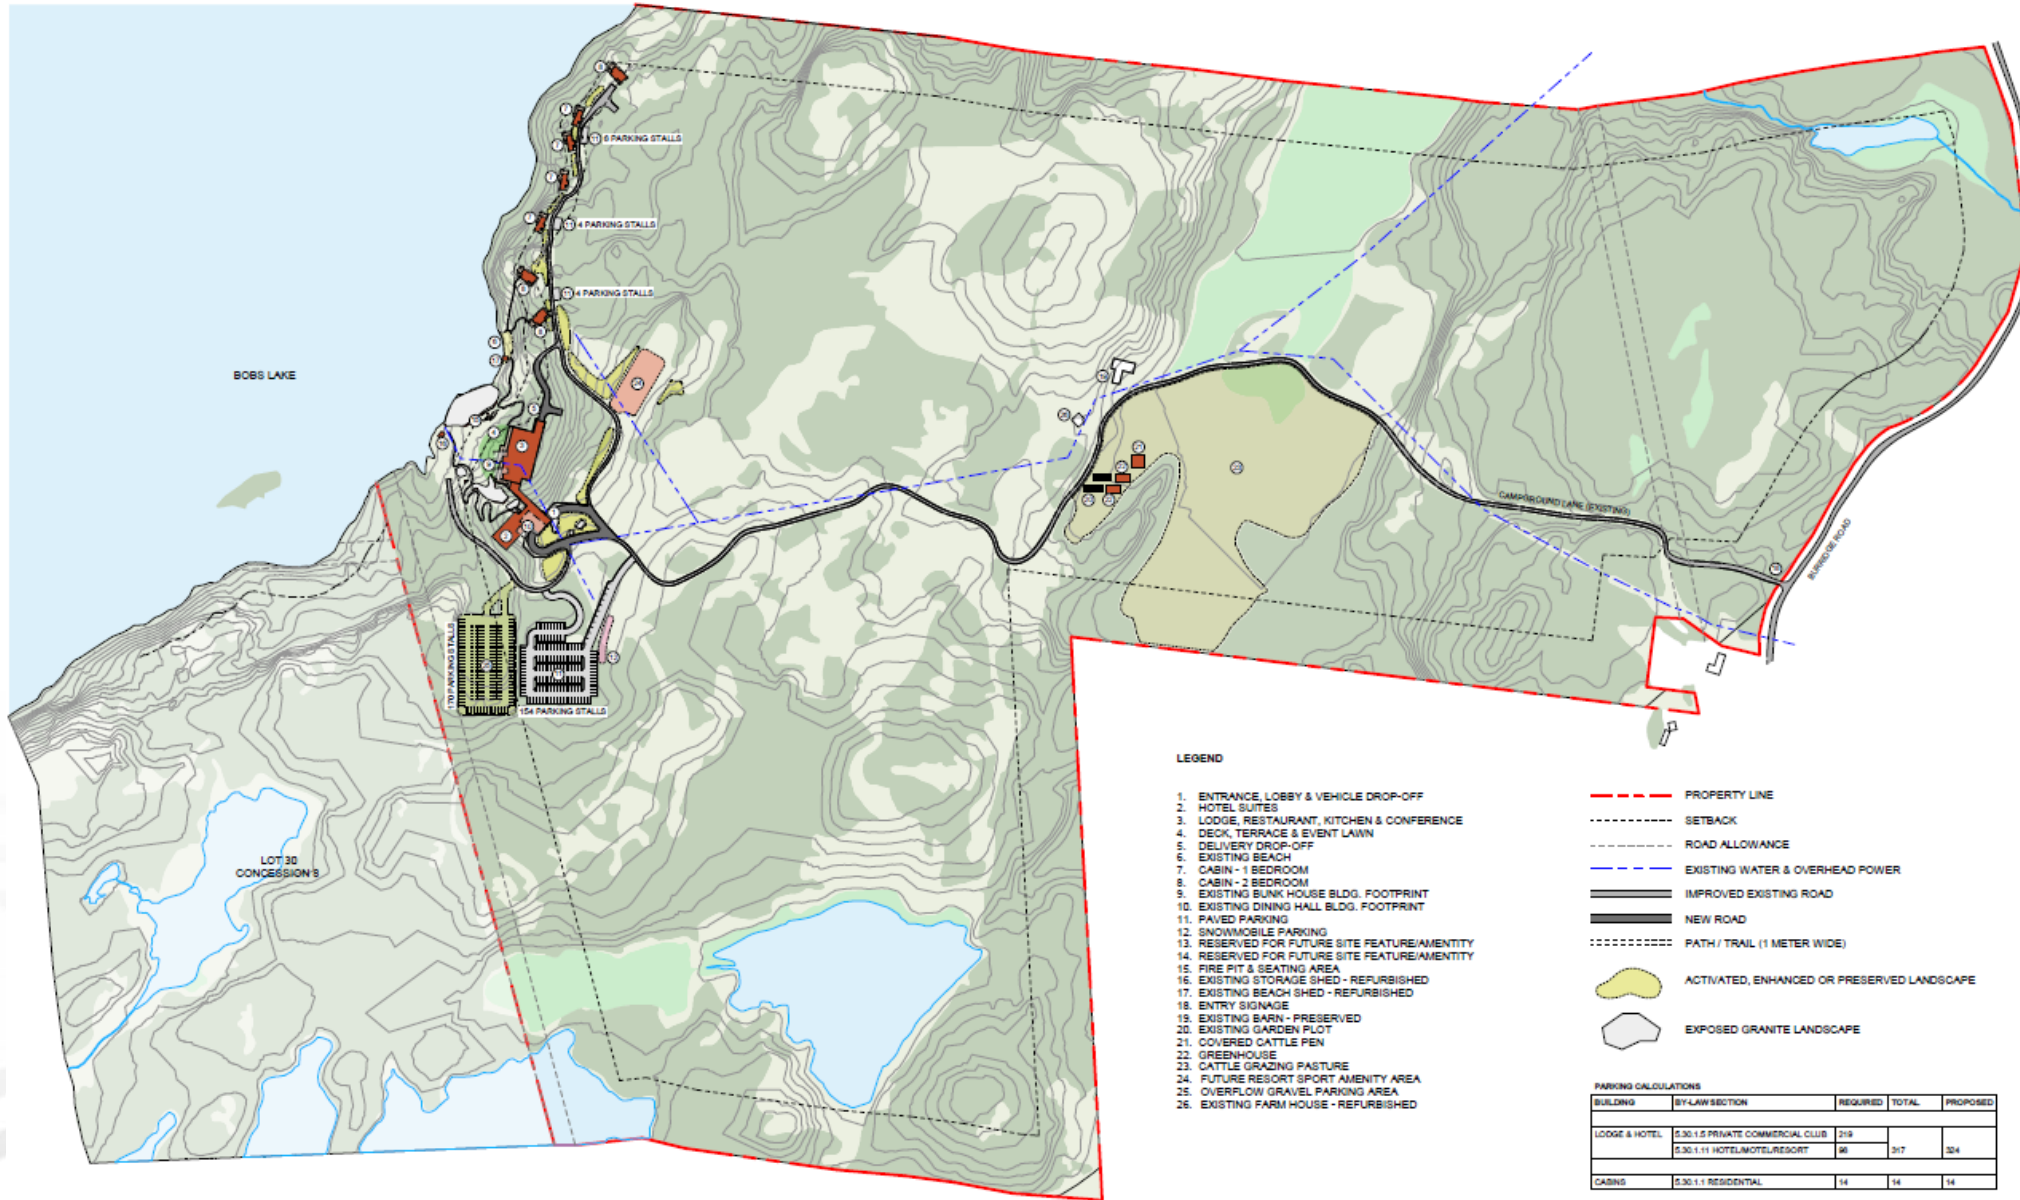 6 PARKING STALLS
4 PARKING STALLS
4 PARKING STALLS
BOBS LAKE
CAMPGROUND LANE (EXISTING)
BURRIDGE ROAD
170 PARKING STALLS
154 PARKING STALLS
LOT 30
CONCESSION 9
LEGEND
1. ENTRANCE, LOBBY & VEHICLE DROP-OFF
2. HOTEL SUITES
3. LODGE, RESTAURANT, KITCHEN & CONFERENCE
4. DECK, TERRACE & EVENT LAWN
5. DELIVERY DROP-OFF
6. EXISTING BEACH
7. CABIN - 1 BEDROOM
8. CABIN - 2 BEDROOM
9. EXISTING BUNK HOUSE BLDG. FOOTPRINT
10. EXISTING DINING HALL BLDG. FOOTPRINT
11. PAVED PARKING
12. SNOWMOBILE PARKING
13. RESERVED FOR FUTURE SITE FEATURE/AMENTITY
14. RESERVED FOR FUTURE SITE FEATURE/AMENTITY
15. FIRE PIT & SEATING AREA
16. EXISTING STORAGE SHED - REFURBISHED
17. EXISTING BEACH SHED - REFURBISHED
18. ENTRY SIGNAGE
19. EXISTING BARN - PRESERVED
20. EXISTING GARDEN PLOT
21. COVERED CATTLE PEN
22. GREENHOUSE
23. CATTLE GRAZING PASTURE
24. FUTURE RESORT SPORT AMENITY AREA
25. OVERFLOW GRAVEL PARKING AREA
26. EXISTING FARM HOUSE - REFURBISHED
PROPERTY LINE
SETBACK
ROAD ALLOWANCE
EXISTING WATER & OVERHEAD POWER
IMPROVED EXISTING ROAD
NEW ROAD
PATH / TRAIL (1 METER WIDE)
ACTIVATED, ENHANCED OR PRESERVED LANDSCAPE
EXPOSED GRANITE LANDSCAPE
PARKING CALCULATIONS
BUILDING BY-LAW SECTION REQUIRED TOTAL PROPOSED
LODGE & HOTEL 5.30.1.5 PRIVATE COMMERCIAL CLUB 219
5.30.1.11 HOTEL/MOTEL/RESORT 98 317 324
CABINS 5.30.1.1 RESIDENTIAL 14 14 14